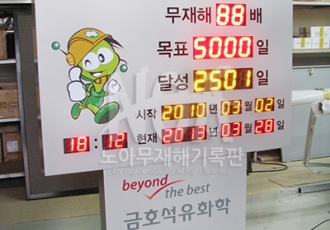 무재해 88 배
목표 5000 일
달성 2501 일
시작 2010 년 03 월 02 일
18:12 현재 2013 년 03 월 28 일
노아무재해기록판
beyond
the best
금호석유화학